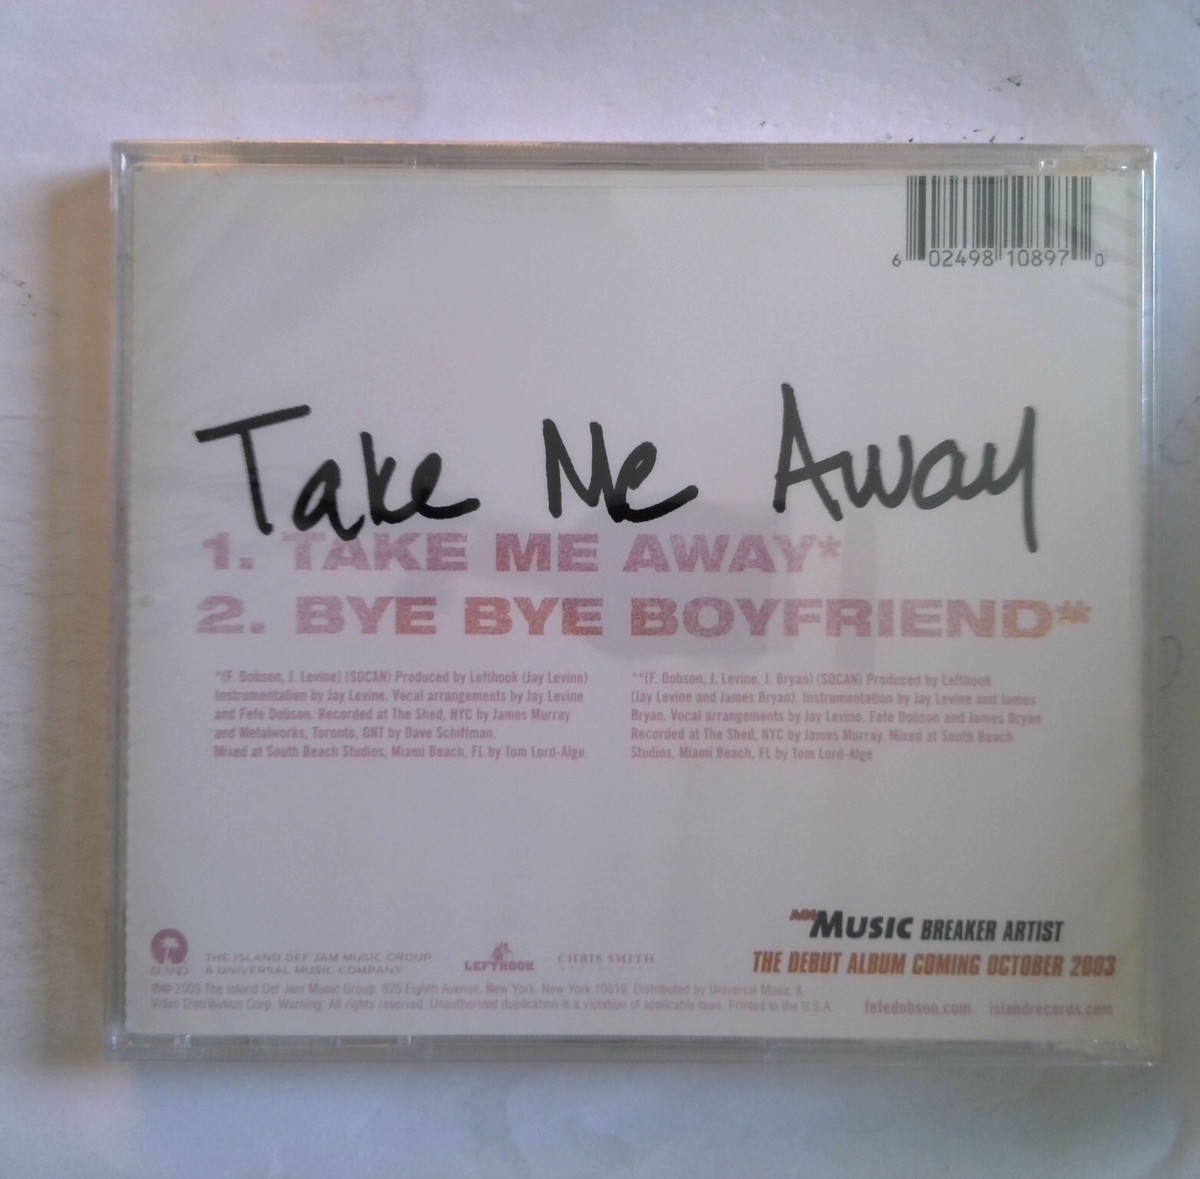 6 02498 10897 0
Take Me Away
1. TAKE ME AWAY*
2. BYE BYE BOYFRIEND**
*(F. Dobson, J. Levine) (SOCAN) Produced by Lefthook (Jay Levine)
Instrumentation by Jay Levine. Vocal arrangements by Jay Levine
and Fefe Dobson. Recorded at The Shed, NYC by James Murray
and Metalworks, Toronto, ONT by Dave Schiffman.
Mixed at South Beach Studios, Miami Beach, FL by Tom Lord-Alge.
**(F. Dobson, J. Levine, J. Bryan) (SOCAN) Produced by Lefthook
(Jay Levine and James Bryan). Instrumentation by Jay Levine and James
Bryan. Vocal arrangements by Jay Levine, Fefe Dobson and James Bryan
Recorded at The Shed, NYC by James Murray. Mixed at South Beach
Studios, Miami Beach, FL by Tom Lord-Alge
AOL MUSIC BREAKER ARTIST
THE DEBUT ALBUM COMING OCTOBER 2003
ISLAND
THE ISLAND DEF JAM MUSIC GROUP
A UNIVERSAL MUSIC COMPANY
LEFTHOOK
CHRIS SMITH
℗© 2003 The Island Def Jam Music Group, 825 Eighth Avenue, New York, New York 10019. Distributed by Universal Music &
Video Distribution Corp. Warning: All rights reserved. Unauthorized duplication is a violation of applicable laws. Printed in the U.S.A.
fefedobson.com islandrecords.com